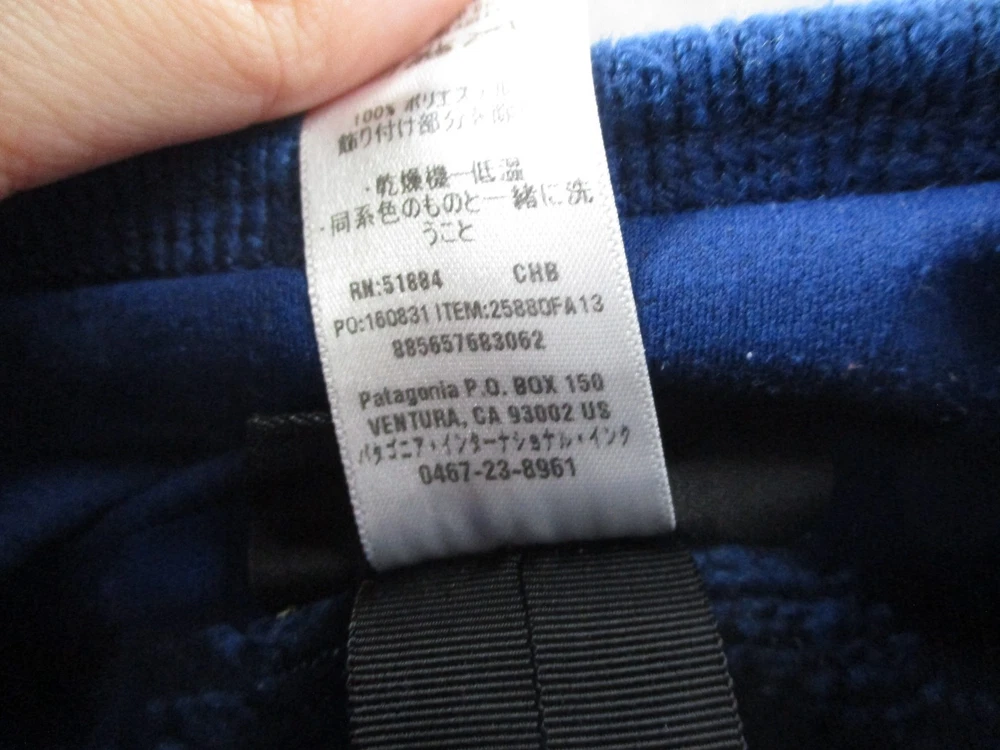 100% ポリエステル
飾り付け部分を除
・乾燥機―低温
・同系色のものと一緒に洗
うこと
RN:51884 CHB
PO:160831 ITEM:25880FA13
885657683062
Patagonia P.O. BOX 150
VENTURA, CA 93002 US
パタゴニア・インターナショナル・インク
0467-23-8961